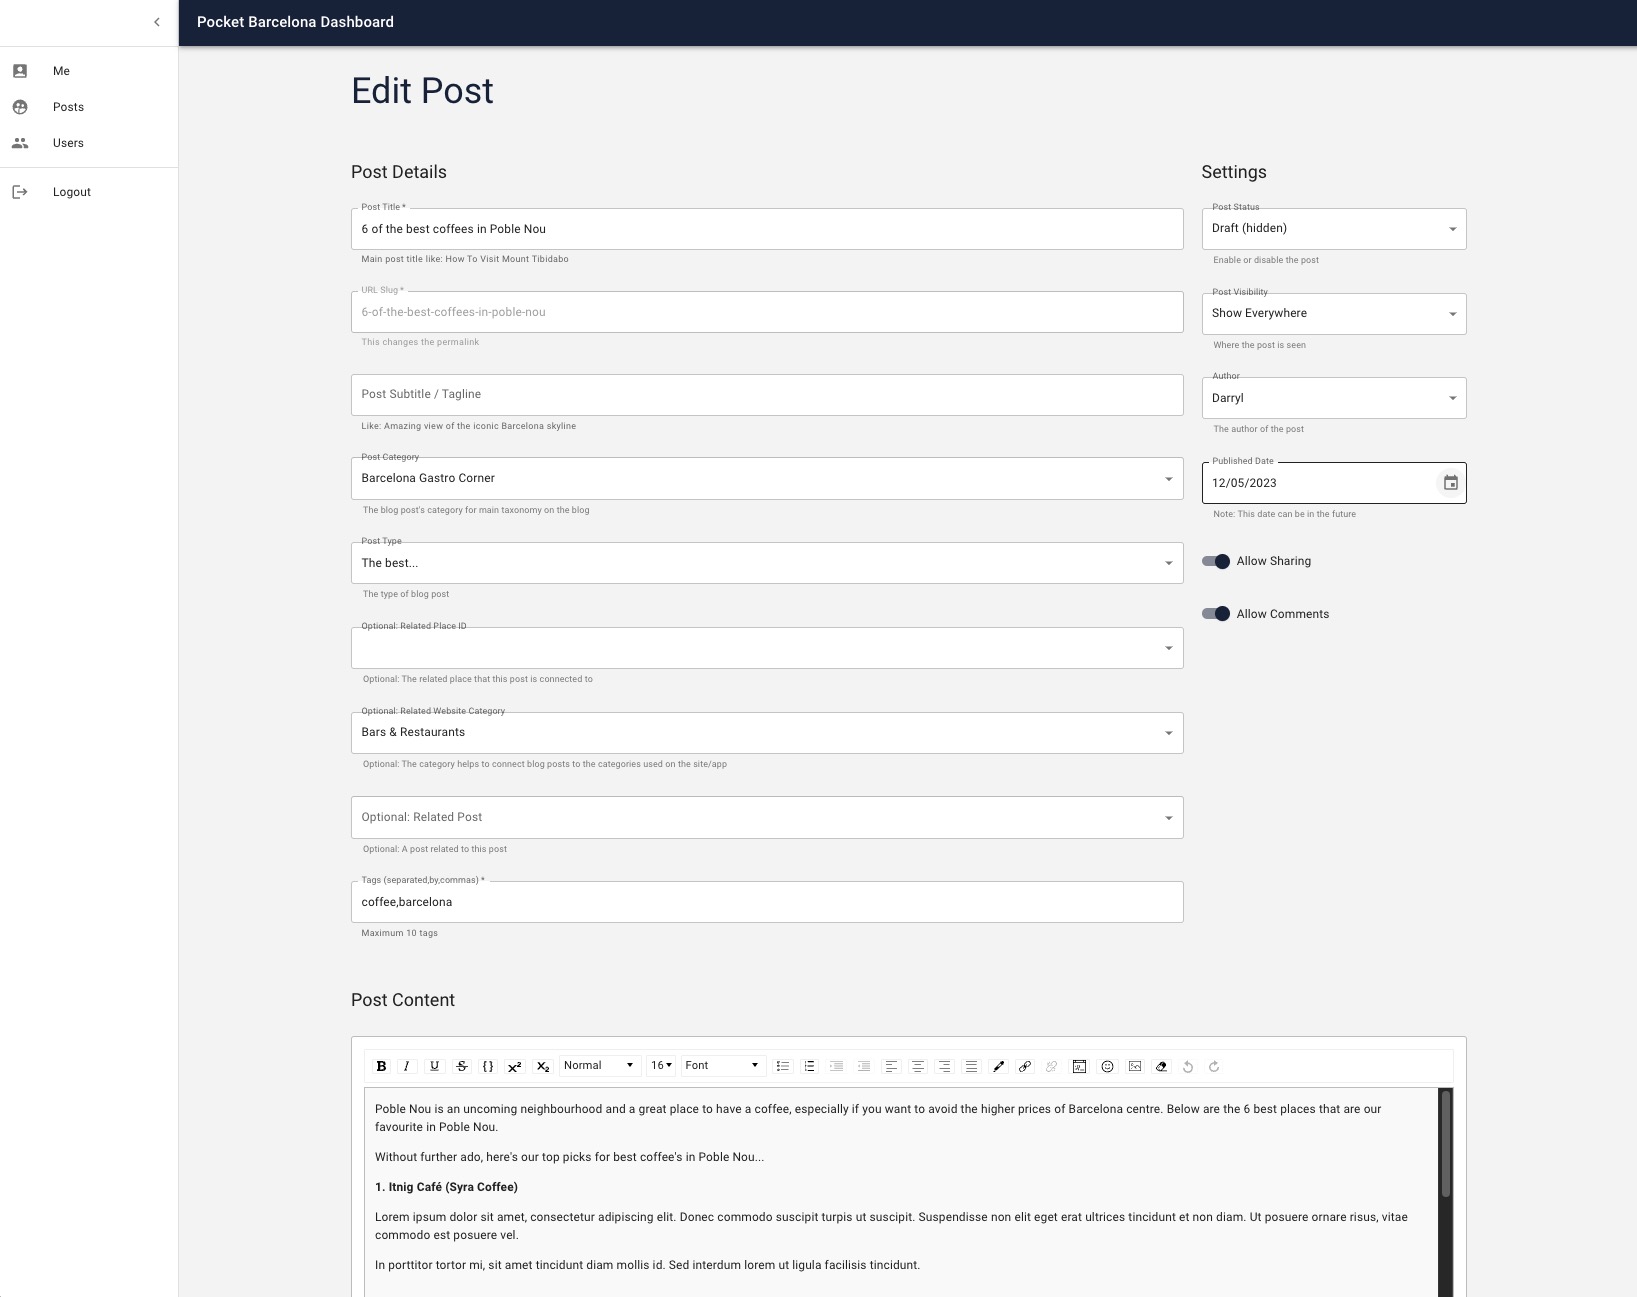 Pocket Barcelona Dashboard
Me
Posts
Users
Logout
Edit Post
Post Details
Post Title *
6 of the best coffees in Poble Nou
Main post title like: How To Visit Mount Tibidabo
URL Slug *
6-of-the-best-coffees-in-poble-nou
This changes the permalink
Post Subtitle / Tagline
Like: Amazing view of the iconic Barcelona skyline
Post Category
Barcelona Gastro Corner
The blog post's category for main taxonomy on the blog
Post Type
The best...
The type of blog post
Optional: Related Place ID
Optional: The related place that this post is connected to
Optional: Related Website Category
Bars & Restaurants
Optional: The category helps to connect blog posts to the categories used on the site/app
Optional: Related Post
Optional: A post related to this post
Tags (separated,by,commas) *
coffee,barcelona
Maximum 10 tags
Settings
Post Status
Draft (hidden)
Enable or disable the post
Post Visibility
Show Everywhere
Where the post is seen
Author
Darryl
The author of the post
Published Date
12/05/2023
Note: This date can be in the future
Allow Sharing
Allow Comments
Post Content
B I U S {} x² x₂ Normal 16 Font
Poble Nou is an uncoming neighbourhood and a great place to have a coffee, especially if you want to avoid the higher prices of Barcelona centre. Below are the 6 best places that are our
favourite in Poble Nou.
Without further ado, here's our top picks for best coffee's in Poble Nou...
1. Itnig Café (Syra Coffee)
Lorem ipsum dolor sit amet, consectetur adipiscing elit. Donec commodo suscipit turpis ut suscipit. Suspendisse non elit eget erat ultrices tincidunt et non diam. Ut posuere ornare risus, vitae
commodo est posuere vel.
In porttitor tortor mi, sit amet tincidunt diam mollis id. Sed interdum lorem ut ligula facilisis tincidunt.